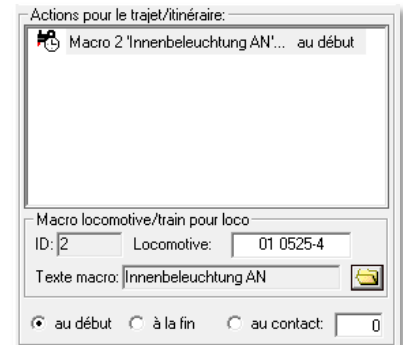 Actions pour le trajet/itinéraire:
Macro 2 'Innenbeleuchtung AN'... au début
Macro locomotive/train pour loco
ID: 2 Locomotive: 01 0525-4
Texte macro: Innenbeleuchtung AN
au début à la fin au contact: 0